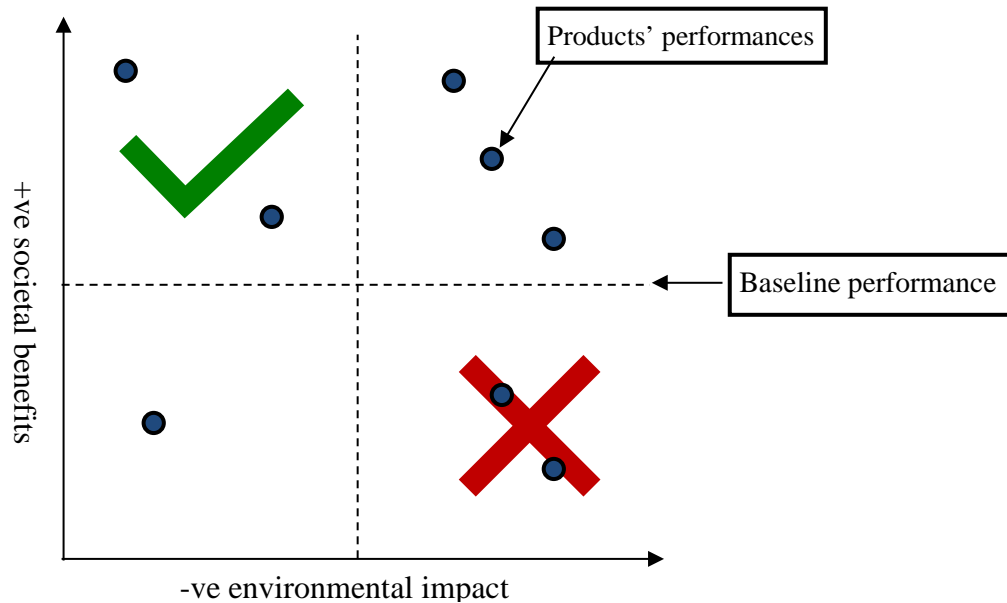 Products’ performances
+ve societal benefits
Baseline performance
-ve environmental impact